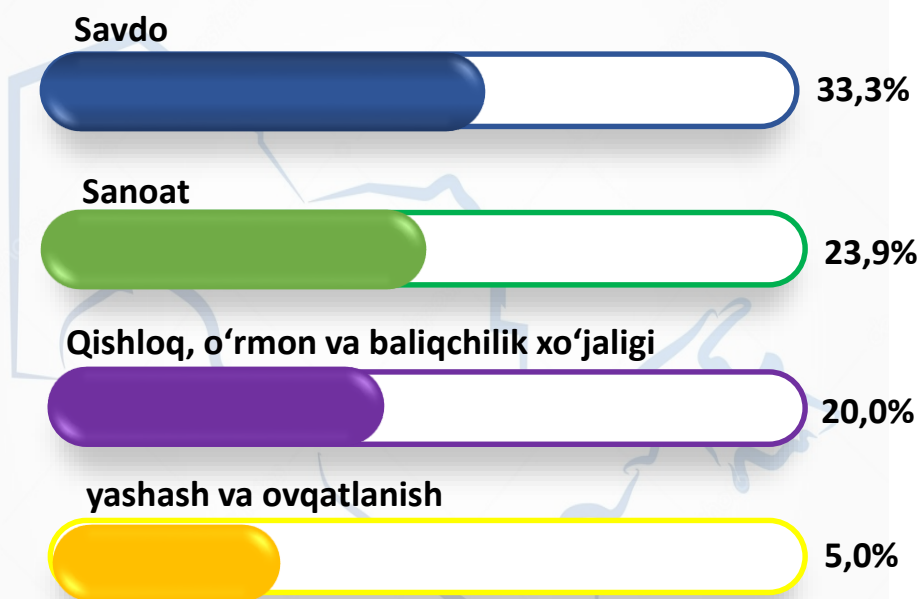 Savdo
33,3%
Sanoat
23,9%
Qishloq, o‘rmon va baliqchilik xo‘jaligi
20,0%
yashash va ovqatlanish
5,0%